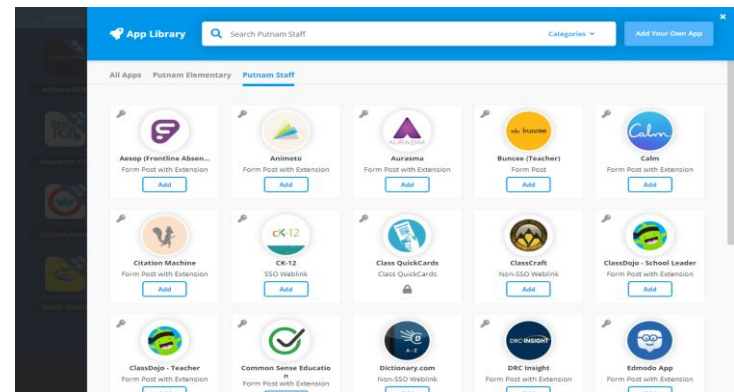 App Library
Search Putnam Staff
Categories
Add Your Own App
All Apps Putnam Elementary Putnam Staff
AURASMA
buncee
Calm
Aesop (Frontline Absen...
Animoto
Aurasma
Buncee (Teacher)
Calm
Form Post with Extension
Form Post with Extension
Form Post with Extension
Form Post
Form Post with Extension
Add
Add
Add
Add
Add
cK-12
Citation Machine
CK-12
Class QuickCards
ClassCraft
ClassDojo - School Leader
Form Post with Extension
SSO Weblink
Class QuickCards
Non-SSO Weblink
Form Post with Extension
Add
Add
Add
Add
A-Z
DRC INSIGHT
ClassDojo - Teacher
Common Sense Educatio
n
Dictionary.com
DRC Insight
Edmodo App
Form Post with Extension
Form Post with Extension
Non-SSO Weblink
Form Post with Extension
Form Post with Extension